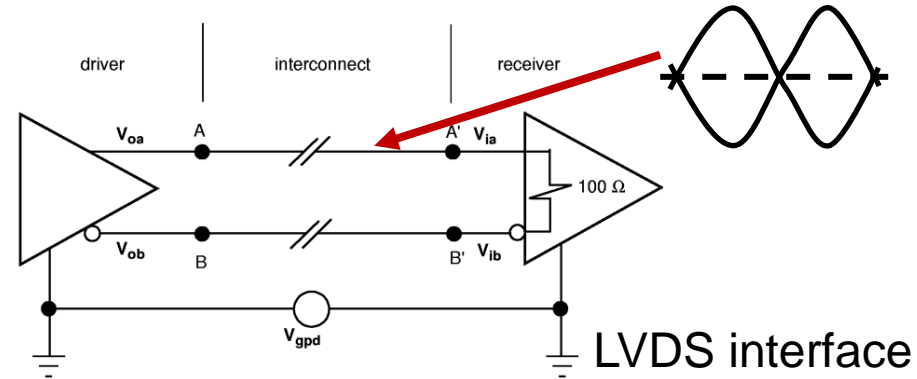 driver
interconnect
receiver
Voa
A
A'
Via
100 Ω
Vob
B
B'
Vib
Vgpd
LVDS interface